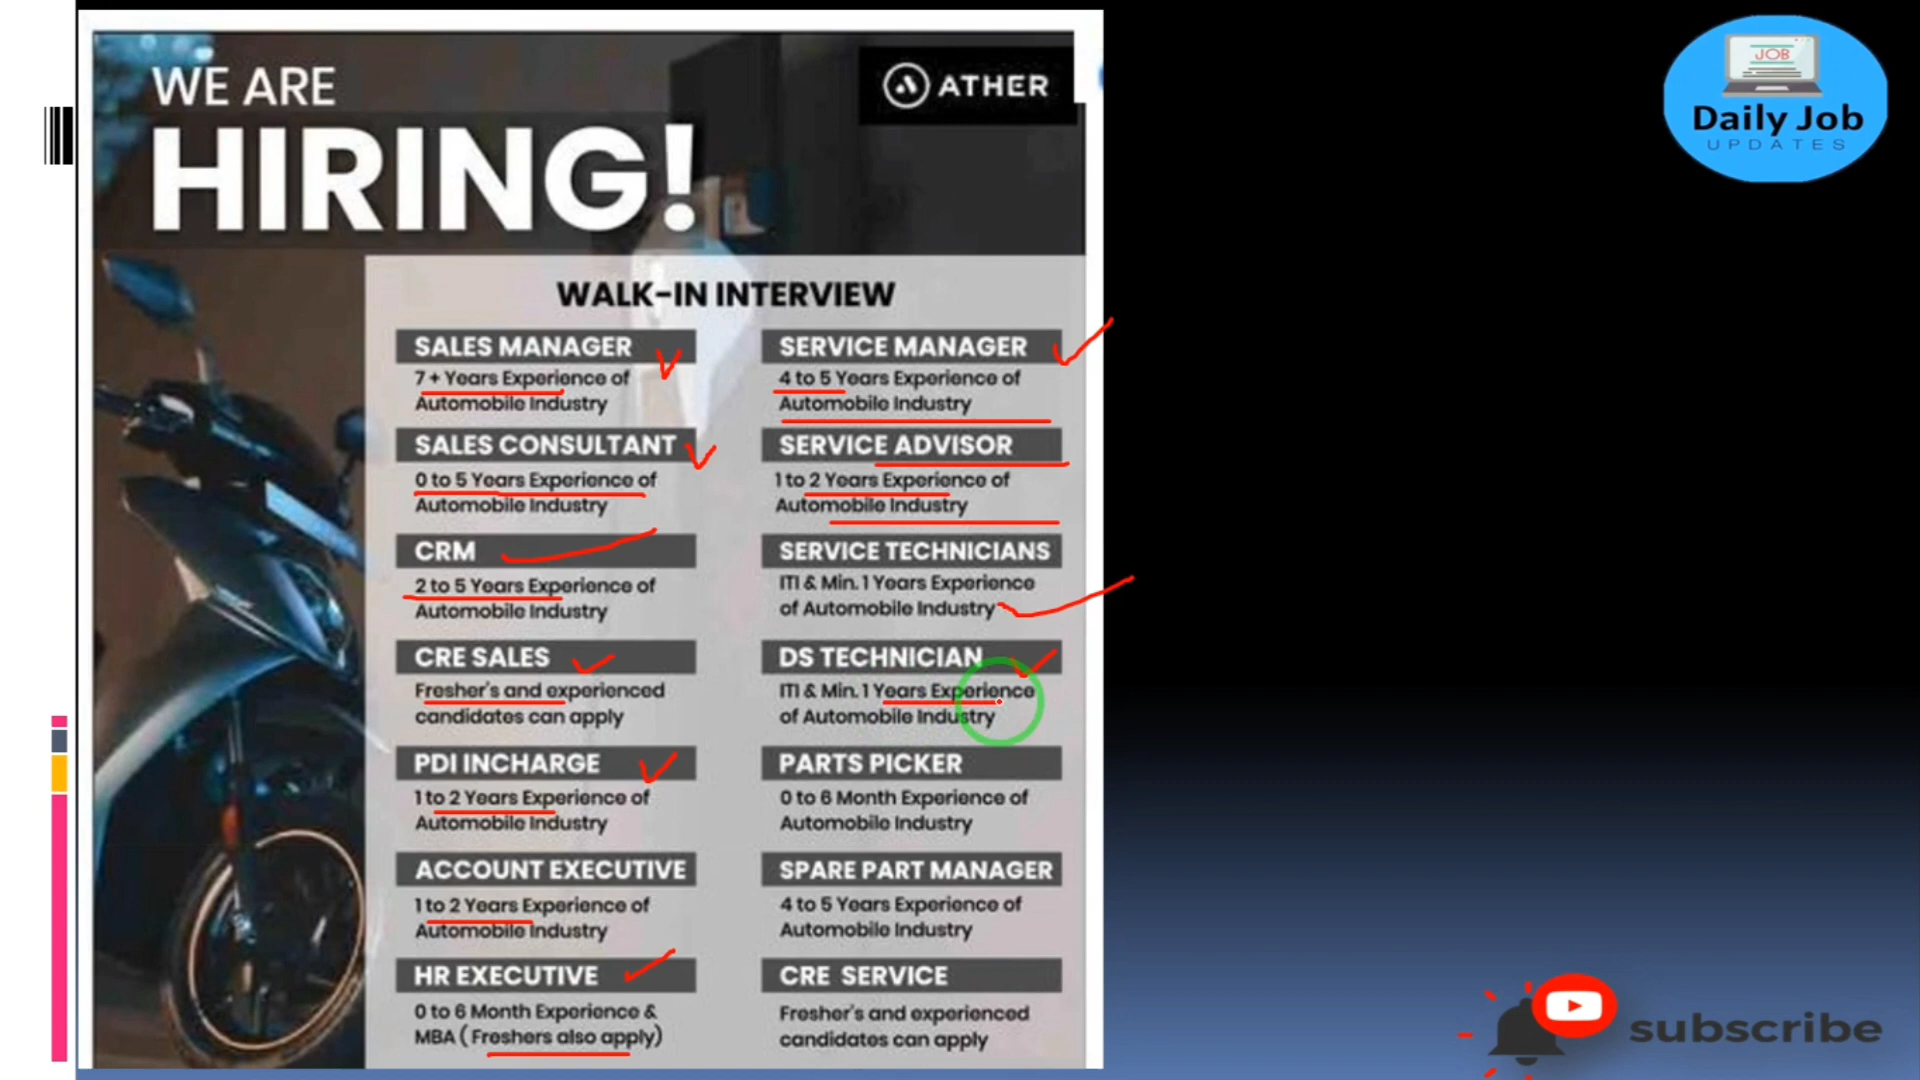 WE ARE
HIRING!
ATHER
WALK-IN INTERVIEW
SALES MANAGER
7 + Years Experience of
Automobile Industry
SALES CONSULTANT
0 to 5 Years Experience of
Automobile Industry
CRM
2 to 5 Years Experience of
Automobile Industry
CRE SALES
Fresher's and experienced
candidates can apply
PDI INCHARGE
1 to 2 Years Experience of
Automobile Industry
ACCOUNT EXECUTIVE
1 to 2 Years Experience of
Automobile Industry
HR EXECUTIVE
0 to 6 Month Experience &
MBA ( Freshers also apply)
SERVICE MANAGER
4 to 5 Years Experience of
Automobile Industry
SERVICE ADVISOR
1 to 2 Years Experience of
Automobile Industry
SERVICE TECHNICIANS
ITI & Min. 1 Years Experience
of Automobile Industry
DS TECHNICIAN
ITI & Min. 1 Years Experience
of Automobile Industry
PARTS PICKER
0 to 6 Month Experience of
Automobile Industry
SPARE PART MANAGER
4 to 5 Years Experience of
Automobile Industry
CRE SERVICE
Fresher's and experienced
candidates can apply
JOB
Daily Job
UPDATES
subscribe